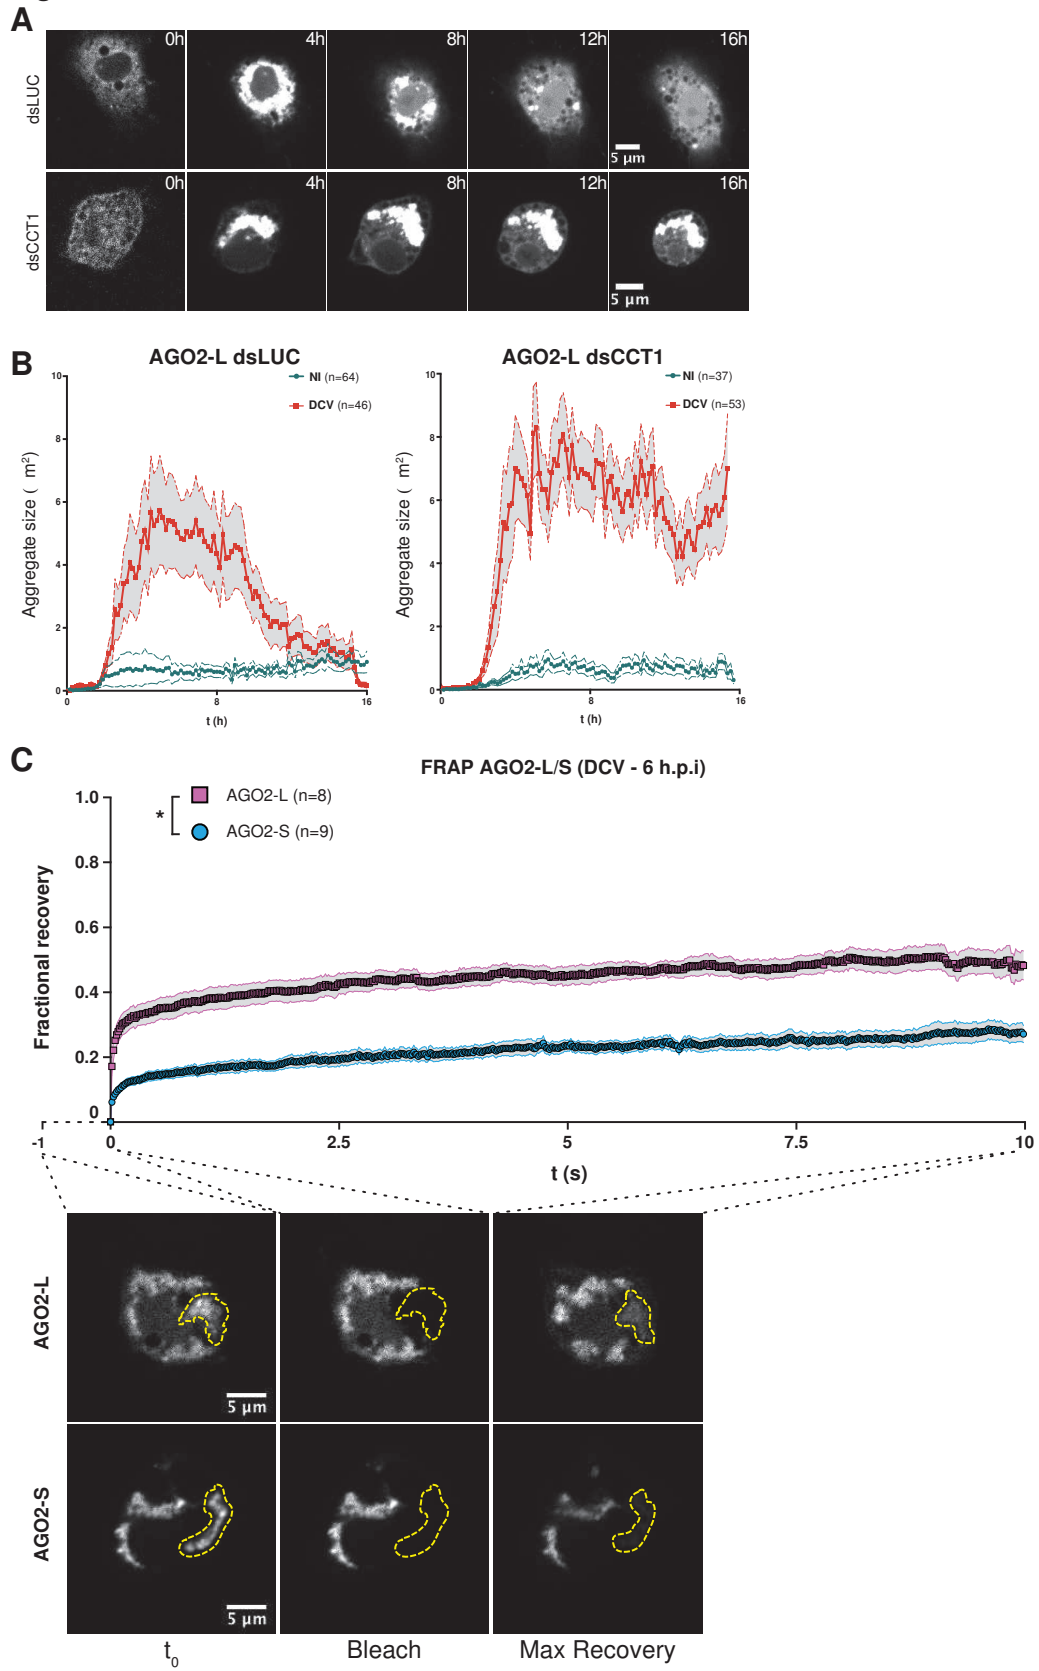 A
dsLUC
0h
4h
8h
12h
16h
5 μm
dsCCT1
0h
4h
8h
12h
16h
5 μm
B
AGO2-L dsLUC
NI (n=64)
DCV (n=46)
Aggregate size ( m²)
10
8
6
4
2
0
0
8
16
t (h)
AGO2-L dsCCT1
NI (n=37)
DCV (n=53)
Aggregate size ( m²)
10
8
6
4
2
0
0
8
16
t (h)
C
FRAP AGO2-L/S (DCV - 6 h.p.i)
* AGO2-L (n=8)
AGO2-S (n=9)
Fractional recovery
1.0
0.8
0.6
0.4
0.2
0
-1
0
2.5
5
7.5
10
t (s)
AGO2-L
5 μm
AGO2-S
5 μm
t₀
Bleach
Max Recovery